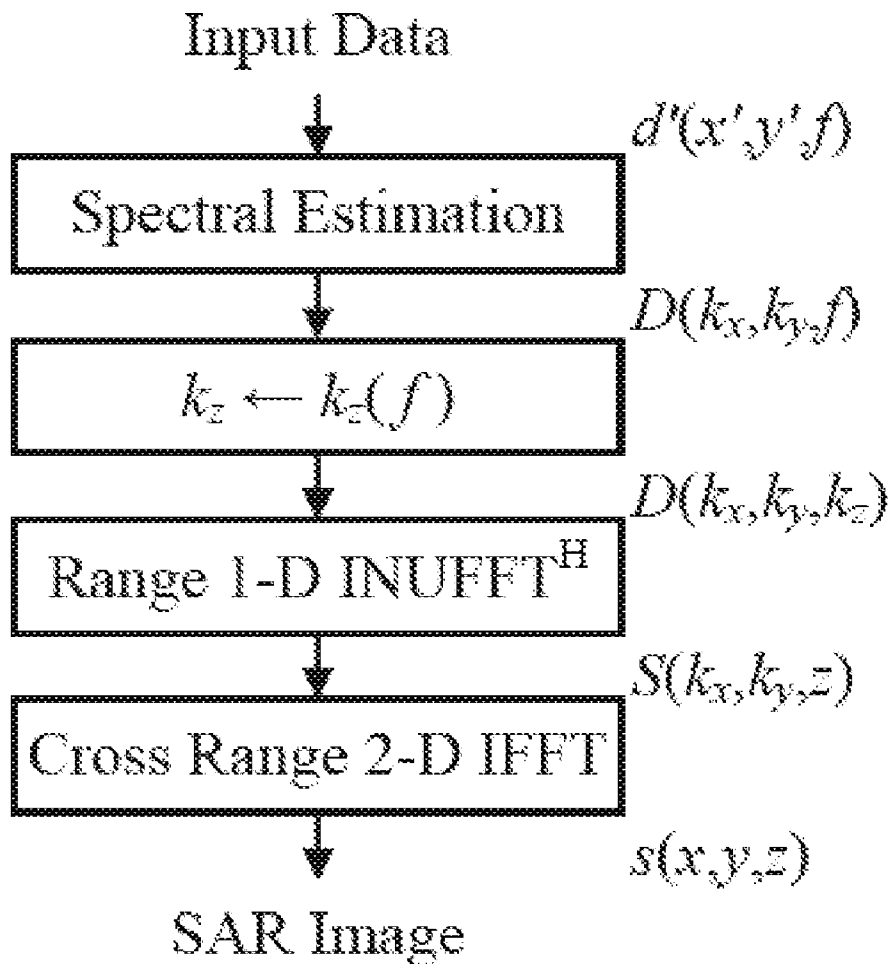 Input Data
d'(x',y',f)
Spectral Estimation
D(kx,ky,f)
kz ← kz(f)
D(kx,ky,kz)
Range 1-D INUFFT^H
S(kx,ky,z)
Cross Range 2-D IFFT
s(x,y,z)
SAR Image